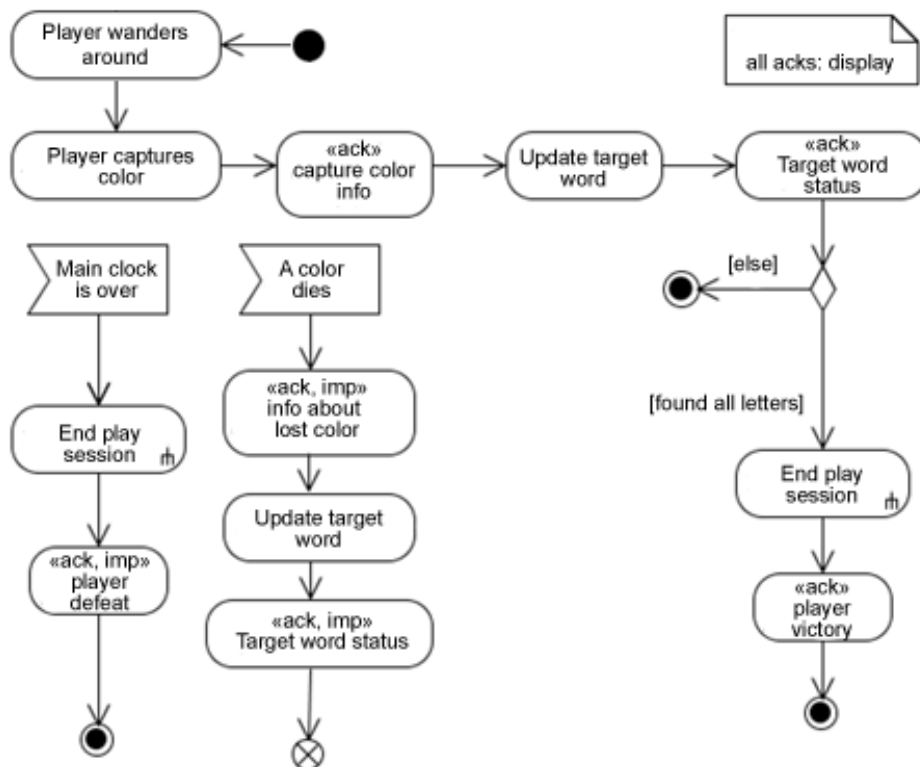 Player wanders
around
all acks: display
Player captures
color
«ack»
capture color
info
Update target
word
«ack»
Target word
status
Main clock
is over
A color
dies
[else]
«ack, imp»
info about
lost color
[found all letters]
End play
session
End play
session
Update target
word
«ack, imp»
player
defeat
«ack»
player
victory
«ack, imp»
Target word status